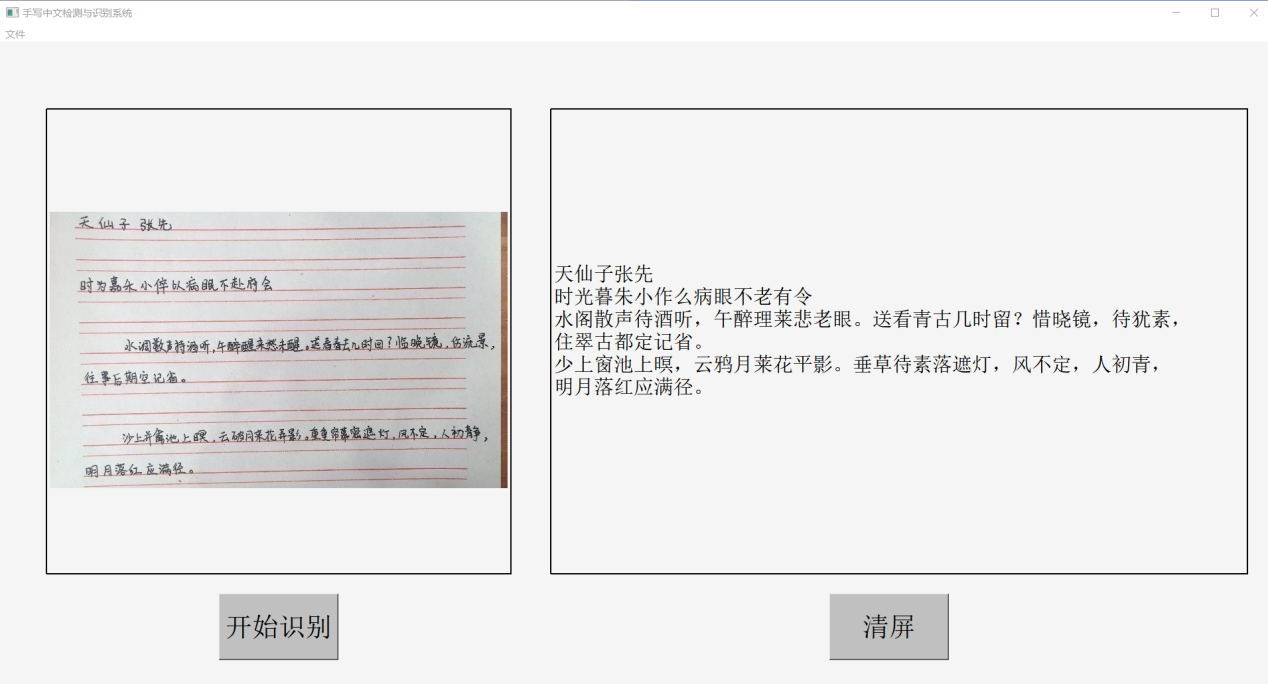 手写中文检测与识别系统
文件
天仙子 张先
时为嘉禾小倅以病眠不赴府会
水调数声持酒听,午醉醒来愁未醒。送春春去几时回?临晚镜,伤流景,
往事后期空记省。
沙上并禽池上暝,云破月来花弄影。重重帘幕密遮灯,风不定,人初静,
明月落红应满径。
天仙子张先
时光暮朱小作么病眼不老有令
水阁散声待酒听，午醉理莱悲老眼。送看青古几时留？惜晓镜，待犹素，
住翠古都定记省。
少上窗池上暝，云鸦月莱花平影。垂草待素落遮灯，风不定，人初青，
明月落红应满径。
开始识别
清屏